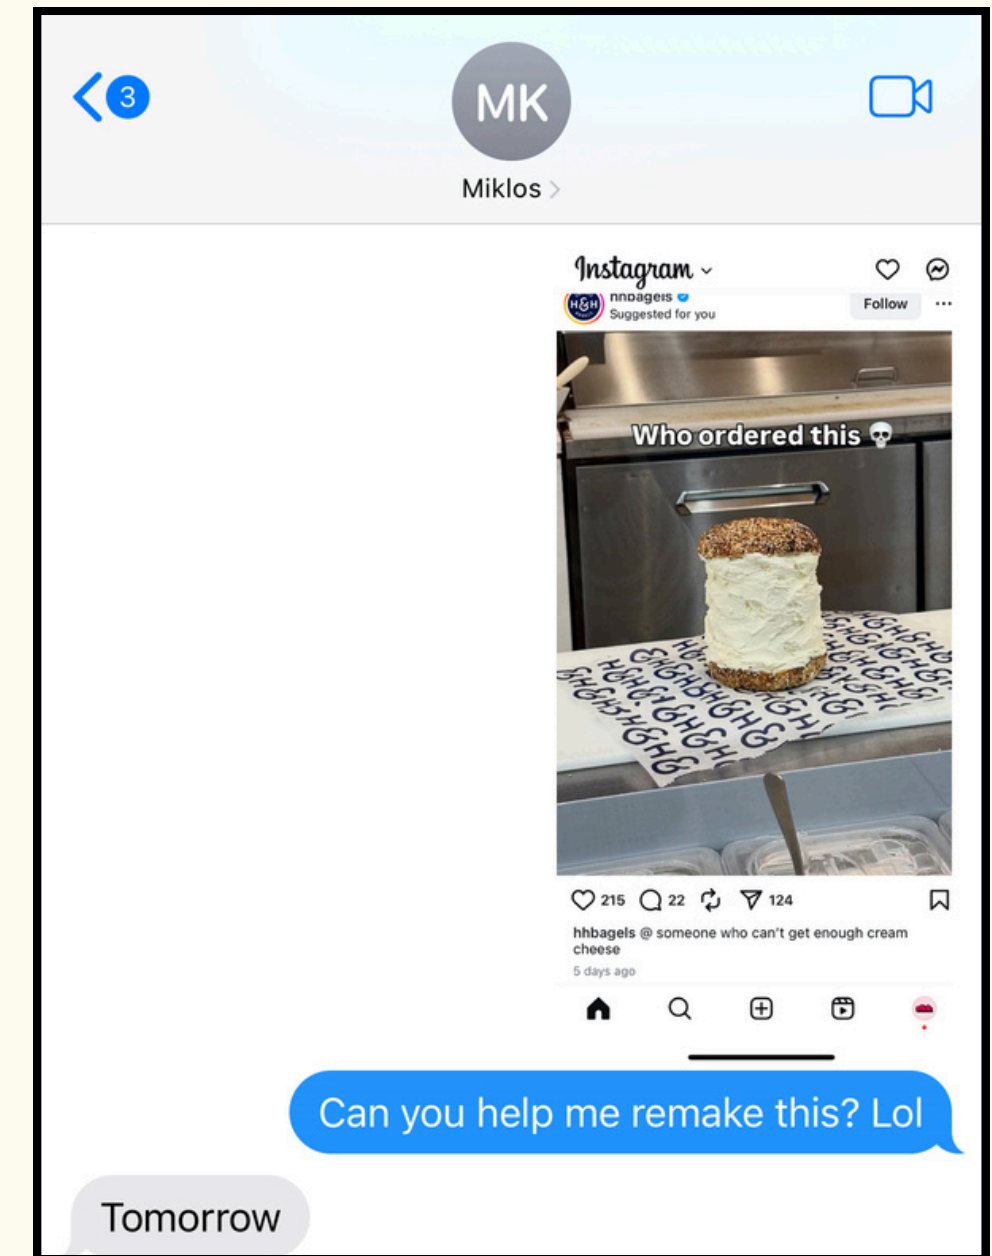 3
MK
Miklos
Instagram
H&H
hhbagels
Follow
Suggested for you
...
Who ordered this 💀
H&H H&H H&H H&H
215 22 124
hhbagels @ someone who can't get enough cream
cheese
5 days ago
Can you help me remake this? Lol
Tomorrow